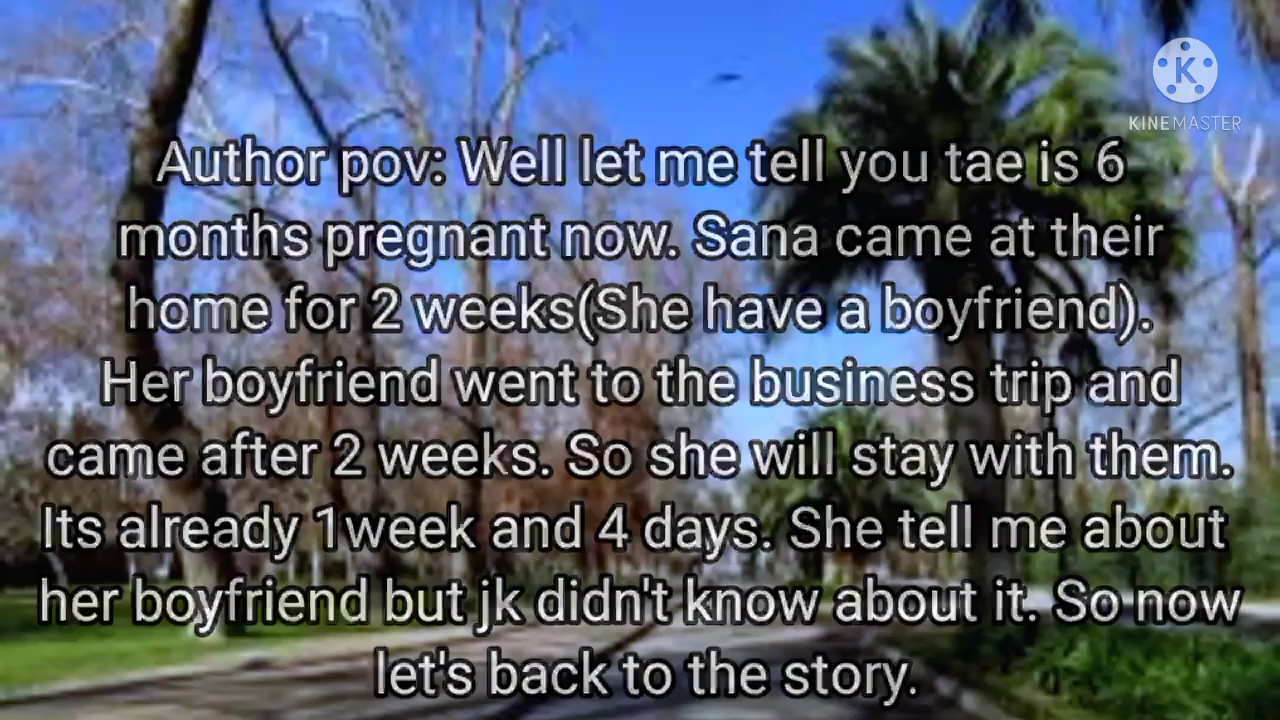 KINEMASTER
Author pov: Well let me tell you tae is 6
months pregnant now. Sana came at their
home for 2 weeks(She have a boyfriend).
Her boyfriend went to the business trip and
came after 2 weeks. So she will stay with them.
Its already 1week and 4 days. She tell me about
her boyfriend but jk didn't know about it. So now
let's back to the story.